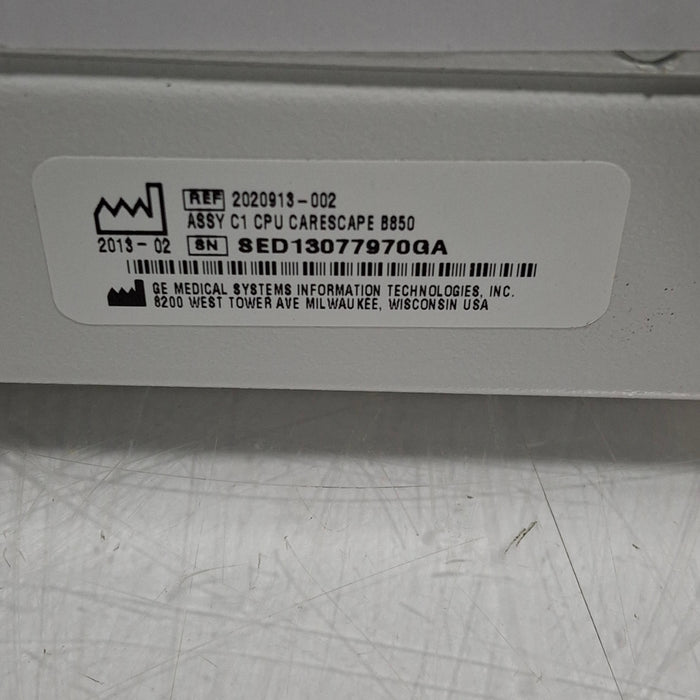 REF 2020913-002
ASSY C1 CPU CARESCAPE B850
2013-02 SN SED13077970GA
GE MEDICAL SYSTEMS INFORMATION TECHNOLOGIES, INC.
8200 WEST TOWER AVE MILWAUKEE, WISCONSIN USA